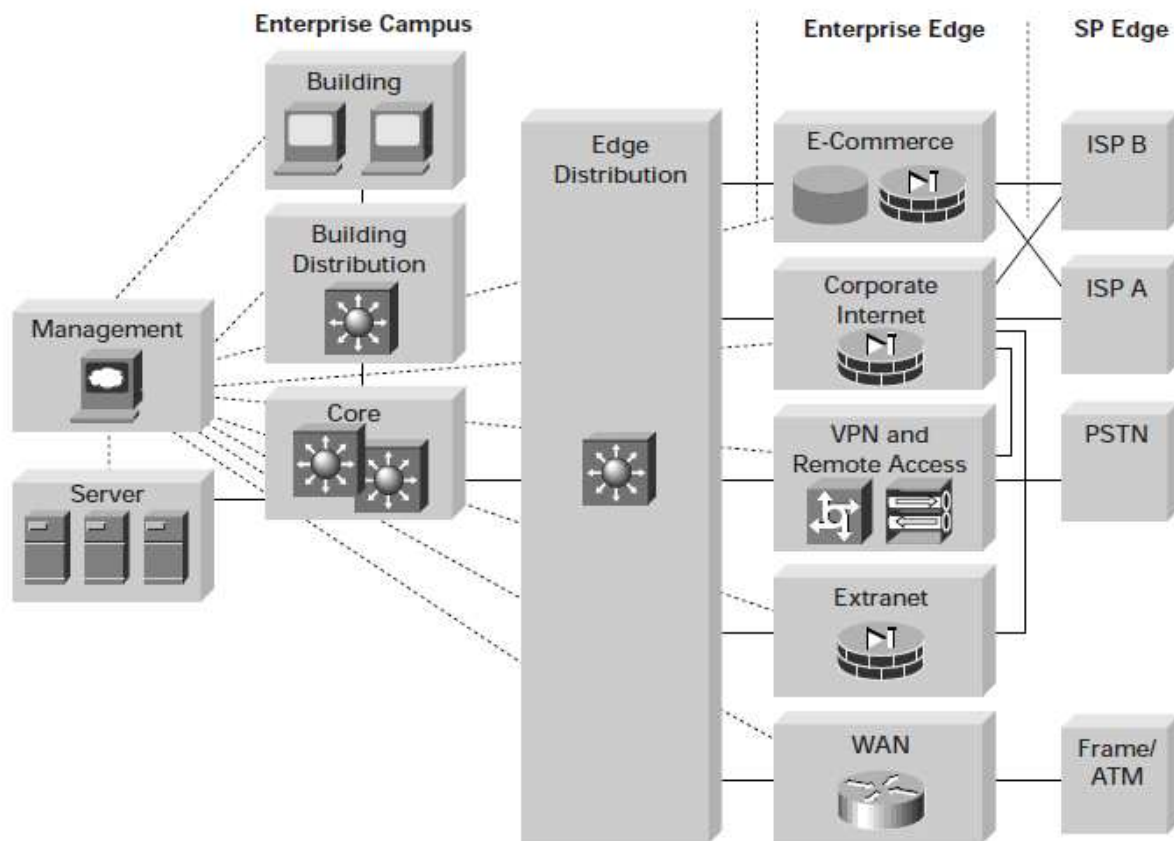 Enterprise Campus
Enterprise Edge
SP Edge
Building
Building
Distribution
Management
Core
Server
Edge
Distribution
E-Commerce
Corporate
Internet
VPN and
Remote Access
Extranet
WAN
ISP B
ISP A
PSTN
Frame/
ATM